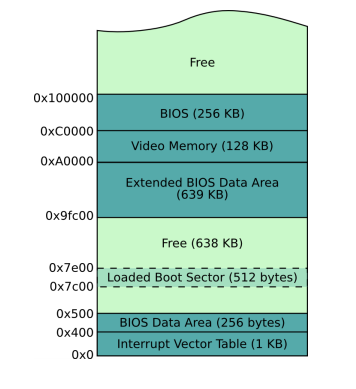 Free
0x100000
BIOS (256 KB)
0xC0000
Video Memory (128 KB)
0xA0000
Extended BIOS Data Area
(639 KB)
0x9fc00
Free (638 KB)
0x7e00
Loaded Boot Sector (512 bytes)
0x7c00
0x500
BIOS Data Area (256 bytes)
0x400
Interrupt Vector Table (1 KB)
0x0